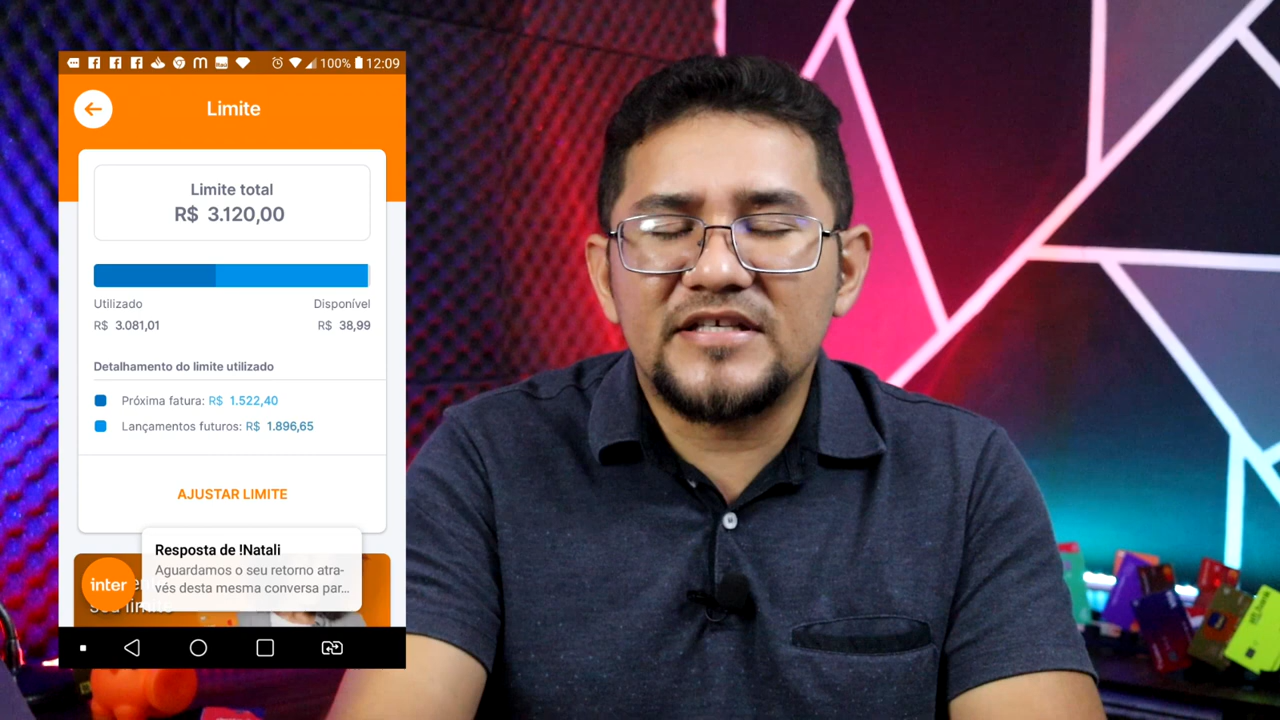 100% 12:09
Limite
Limite total
R$ 3.120,00
Utilizado
Disponível
R$ 3.081,01
R$ 38,99
Detalhamento do limite utilizado
Próxima fatura: R$ 1.522,40
Lançamentos futuros: R$ 1.896,65
AJUSTAR LIMITE
Resposta de !Natali
Aguardamos o seu retorno atra-
vés desta mesma conversa par...
inter